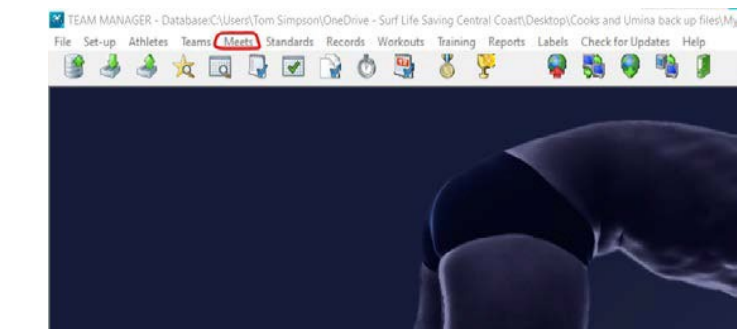 TEAM MANAGER - Database:C:\Users\Tom Simpson\OneDrive - Surf Life Saving Central Coast\Desktop\Cooks and Umina back up files\My
File Set-up Athletes Teams Meets Standards Records Workouts Training Reports Labels Check for Updates Help